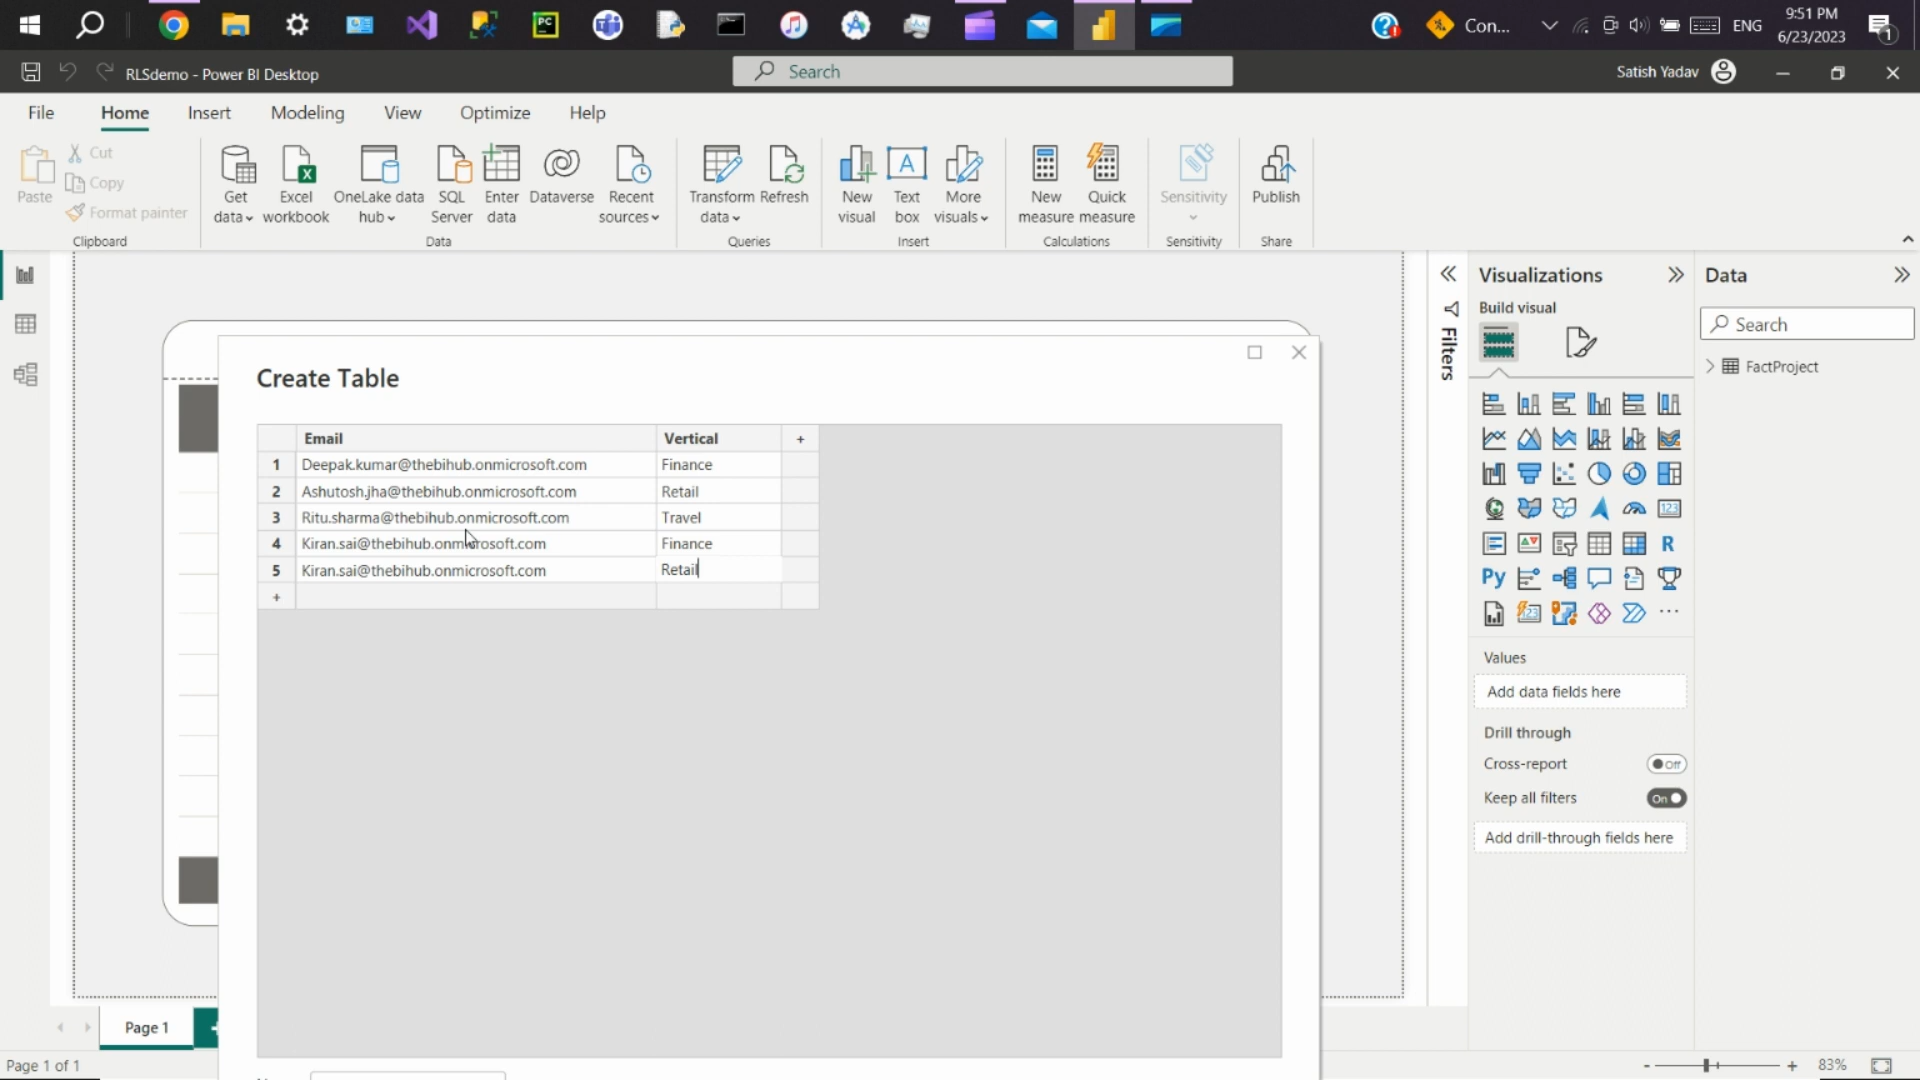 Con...
ENG
9:51 PM
6/23/2023
1
RLSdemo - Power BI Desktop
Search
Satish Yadav
File
Home
Insert
Modeling
View
Optimize
Help
Paste
Cut
Copy
Format painter
Clipboard
Get data
Excel workbook
OneLake data hub
SQL Server
Enter data
Dataverse
Recent sources
Data
Transform data
Refresh
Queries
New visual
Text box
More visuals
Insert
New measure
Quick measure
Calculations
Sensitivity
Sensitivity
Publish
Share
Filters
Visualizations
Build visual
Data
Search
FactProject
Create Table
Email Vertical +
1 Deepak.kumar@thebihub.onmicrosoft.com Finance
2 Ashutosh.jha@thebihub.onmicrosoft.com Retail
3 Ritu.sharma@thebihub.onmicrosoft.com Travel
4 Kiran.sai@thebihub.onmicrosoft.com Finance
5 Kiran.sai@thebihub.onmicrosoft.com Retail
+
123
R
Py
123
...
Values
Add data fields here
Drill through
Cross-report
Off
Keep all filters
On
Add drill-through fields here
Page 1
Page 1 of 1
- + 83%